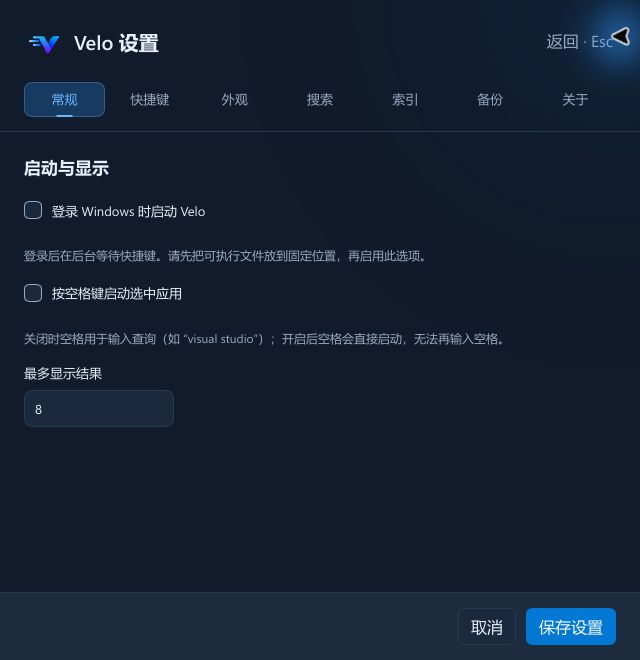 Velo 设置
返回 · Esc
常规 快捷键 外观 搜索 索引 备份 关于
启动与显示
登录 Windows 时启动 Velo
登录后在后台等待快捷键。请先把可执行文件放到固定位置，再启用此选项。
按空格键启动选中应用
关闭时空格用于输入查询（如 “visual studio”）；开启后空格会直接启动，无法再输入空格。
最多显示结果
8
取消 保存设置